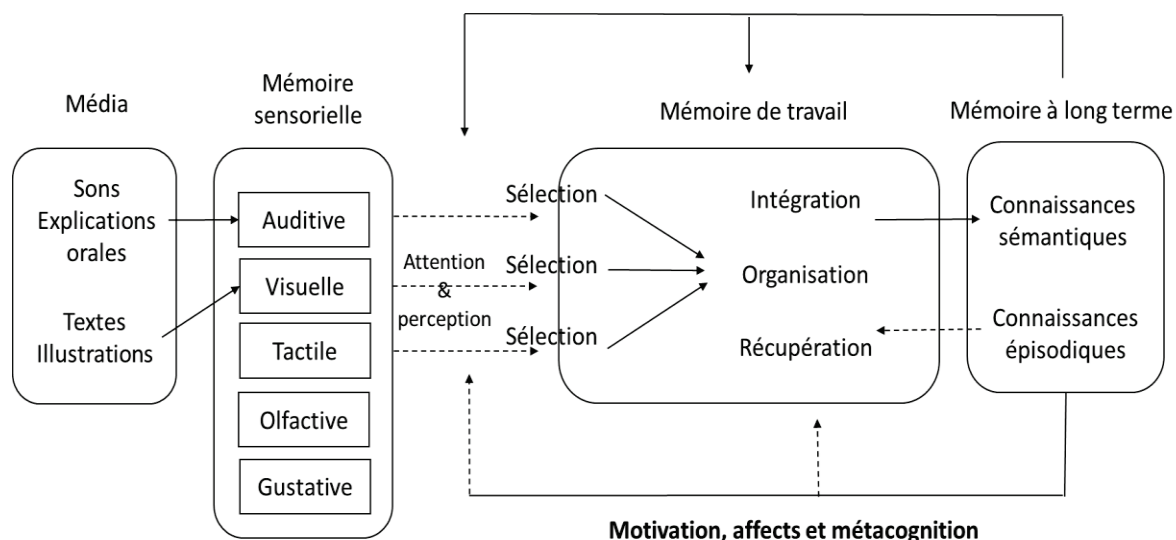 Média
Sons
Explications
orales
Textes
Illustrations
Mémoire
sensorielle
Auditive
Visuelle
Tactile
Olfactive
Gustative
Attention
&
perception
Sélection
Sélection
Sélection
Mémoire de travail
Intégration
Organisation
Récupération
Mémoire à long terme
Connaissances
sémantiques
Connaissances
épisodiques
Motivation, affects et métacognition